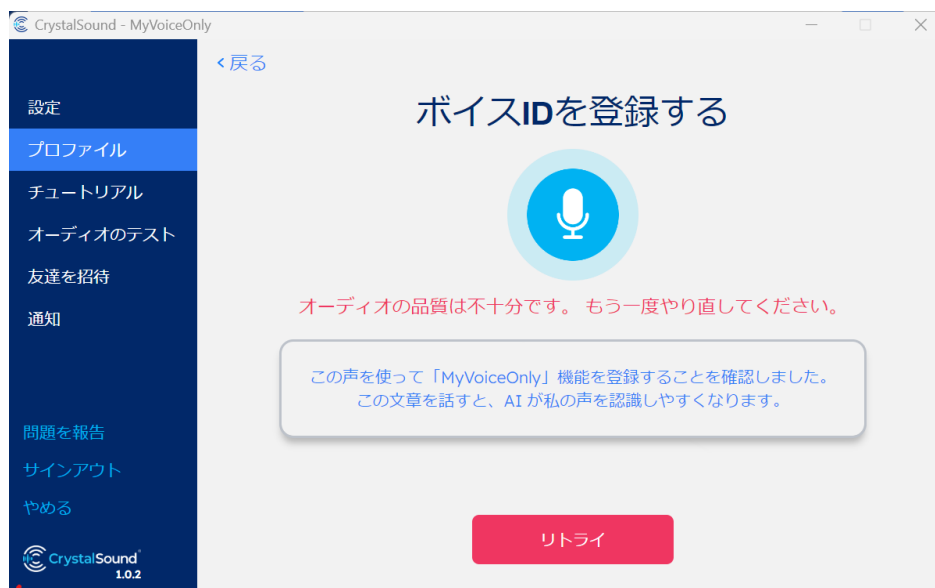 CrystalSound - MyVoiceOnly
戻る
設定
プロファイル
チュートリアル
オーディオのテスト
友達を招待
通知
問題を報告
サインアウト
やめる
CrystalSound
1.0.2
ボイスIDを登録する
オーディオの品質は不十分です。 もう一度やり直してください。
この声を使って「MyVoiceOnly」機能を登録することを確認しました。
この文章を話すと、AI が私の声を認識しやすくなります。
リトライ